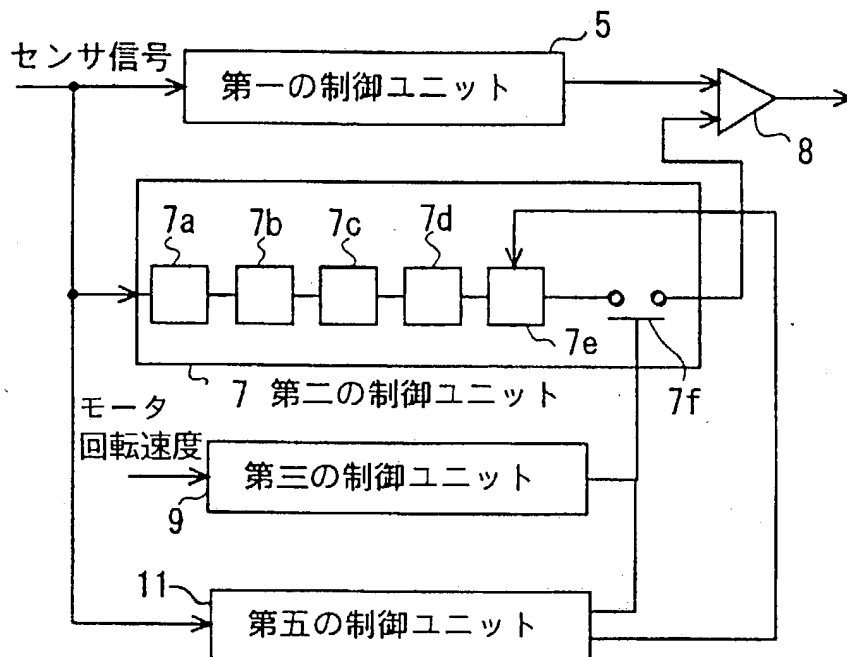 5
センサ信号
第一の制御ユニット
8
7a
7b
7c
7d
7e
7f
7 第二の制御ユニット
モータ
回転速度
第三の制御ユニット
9
11
第五の制御ユニット